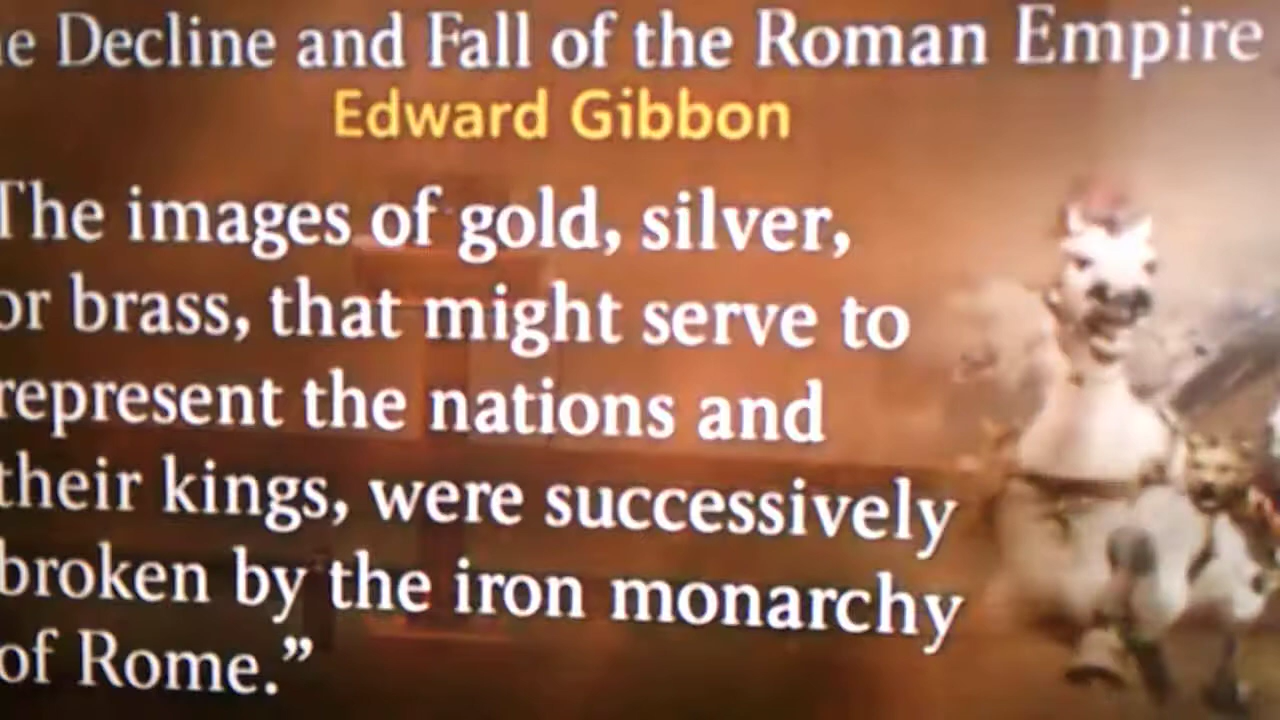 e Decline and Fall of the Roman Empire
Edward Gibbon
The images of gold, silver,
or brass, that might serve to
represent the nations and
their kings, were successively
broken by the iron monarchy
of Rome.”